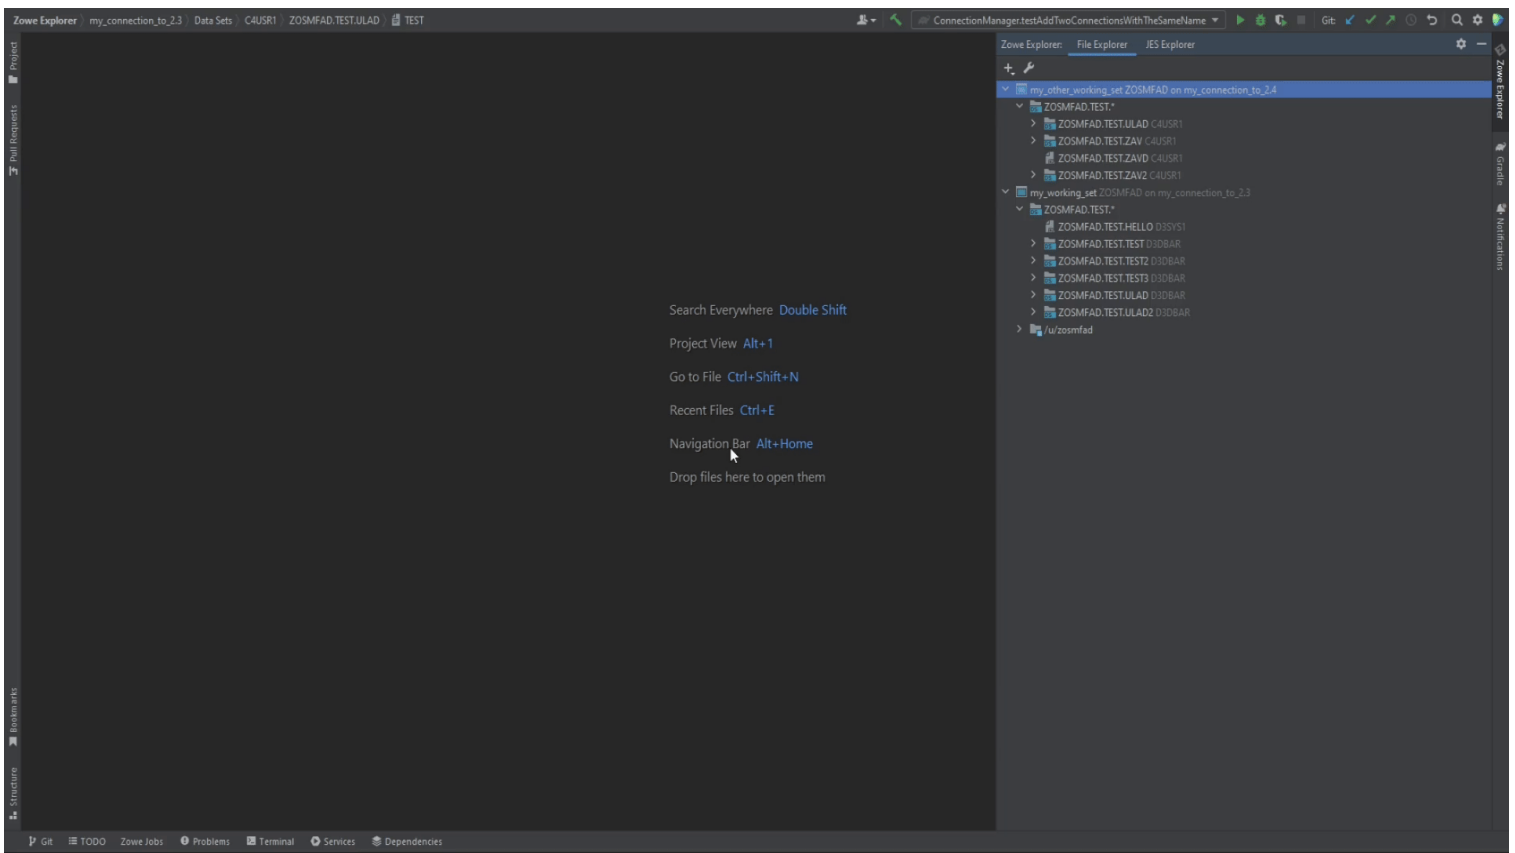 Zowe Explorer my_connection_to_2.3 Data Sets C4USR1 ZOSMFAD.TEST.ULAD TEST
ConnectionManager.testAddTwoConnectionsWithTheSameName Git:
Project
Pull Requests
Bookmarks
Structure
Search Everywhere Double Shift
Project View Alt+1
Go to File Ctrl+Shift+N
Recent Files Ctrl+E
Navigation Bar Alt+Home
Drop files here to open them
Zowe Explorer: File Explorer JES Explorer
my_other_working_set ZOSMFAD on my_connection_to_2.4
ZOSMFAD.TEST.*
ZOSMFAD.TEST.ULAD C4USR1
ZOSMFAD.TEST.ZAV C4USR1
ZOSMFAD.TEST.ZAVD C4USR1
ZOSMFAD.TEST.ZAV2 C4USR1
my_working_set ZOSMFAD on my_connection_to_2.3
ZOSMFAD.TEST.*
ZOSMFAD.TEST.HELLO D3SYS1
ZOSMFAD.TEST.TEST D3DBAR
ZOSMFAD.TEST.TEST2 D3DBAR
ZOSMFAD.TEST.TEST3 D3DBAR
ZOSMFAD.TEST.ULAD D3DBAR
ZOSMFAD.TEST.ULAD2 D3DBAR
/u/zosmfad
Zowe Explorer
Gradle
Notifications
Git TODO Zowe Jobs Problems Terminal Services Dependencies